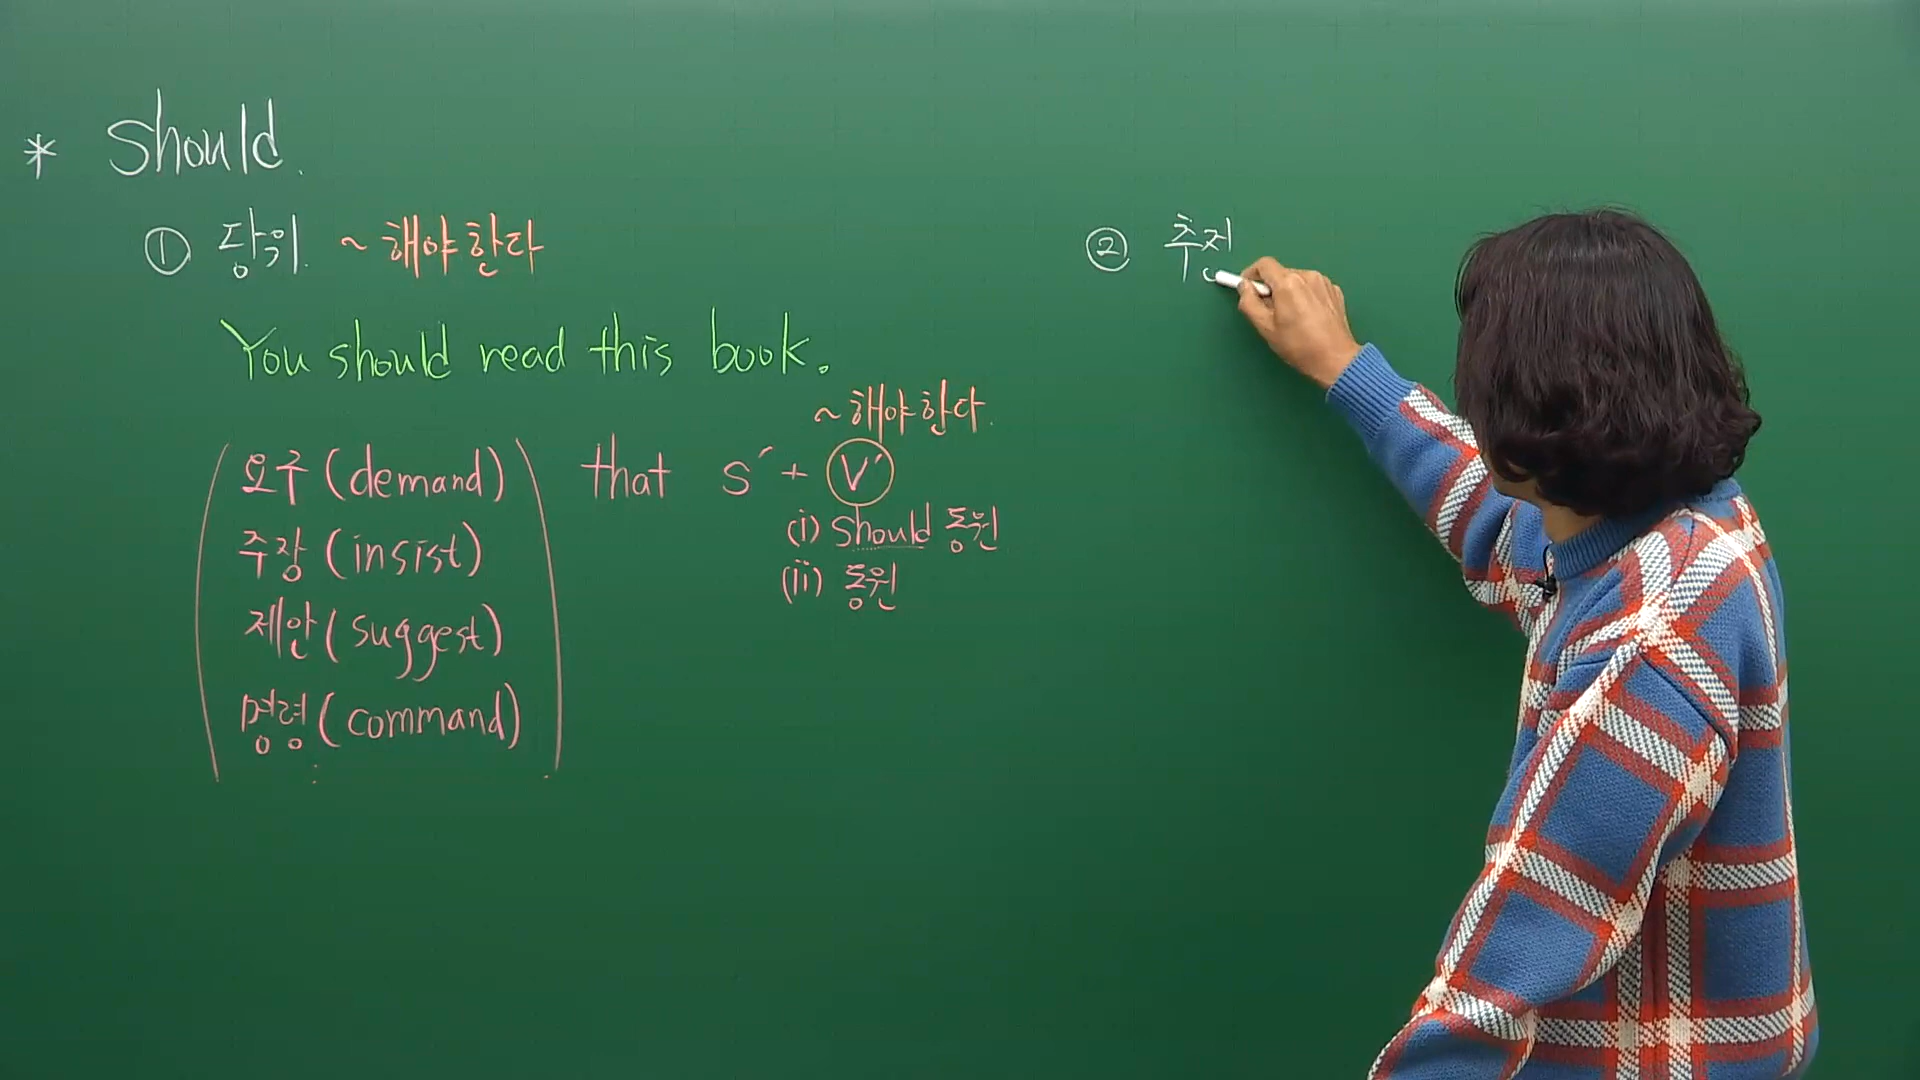 * Should.
① 당위. ~해야한다
You should read this book.
~해야한다.
요구(demand) that S′ + V′
주장(insist) (i) should 동원
제안(suggest) (ii) 동원
명령(command)
⋮
② 추정